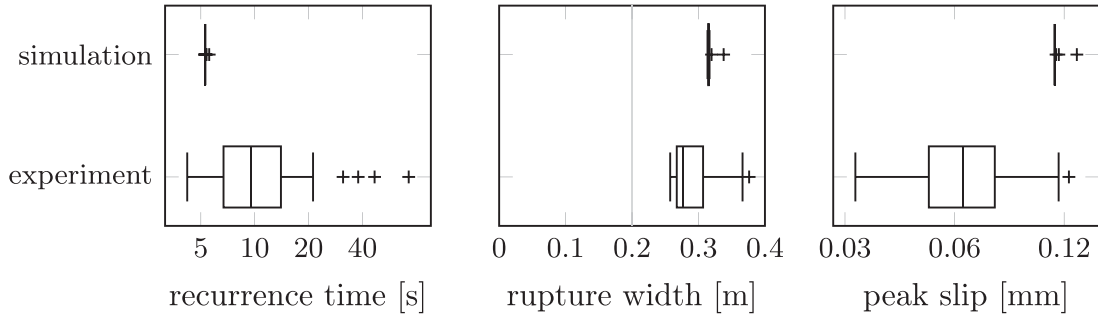 simulation
experiment
5 10 20 40
0 0.1 0.2 0.3 0.4
0.03 0.06 0.12
recurrence time [s]
rupture width [m]
peak slip [mm]